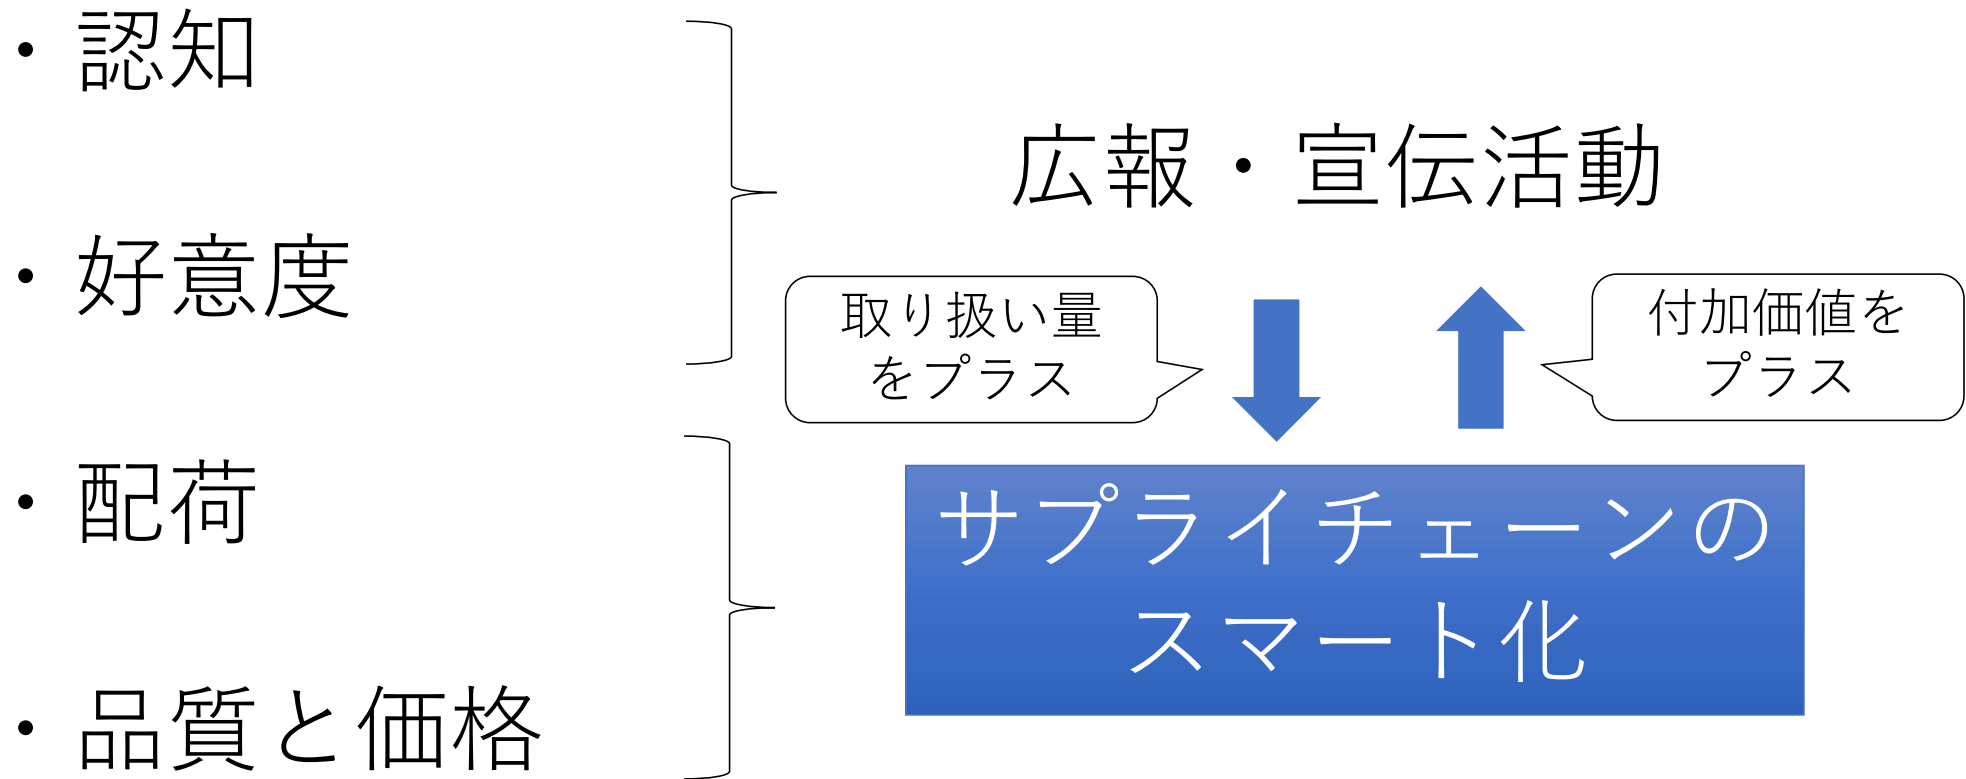 ・認知
・好意度
・配荷
・品質と価格
広報・宣伝活動
取り扱い量
をプラス
付加価値を
プラス
サプライチェーンの
スマート化